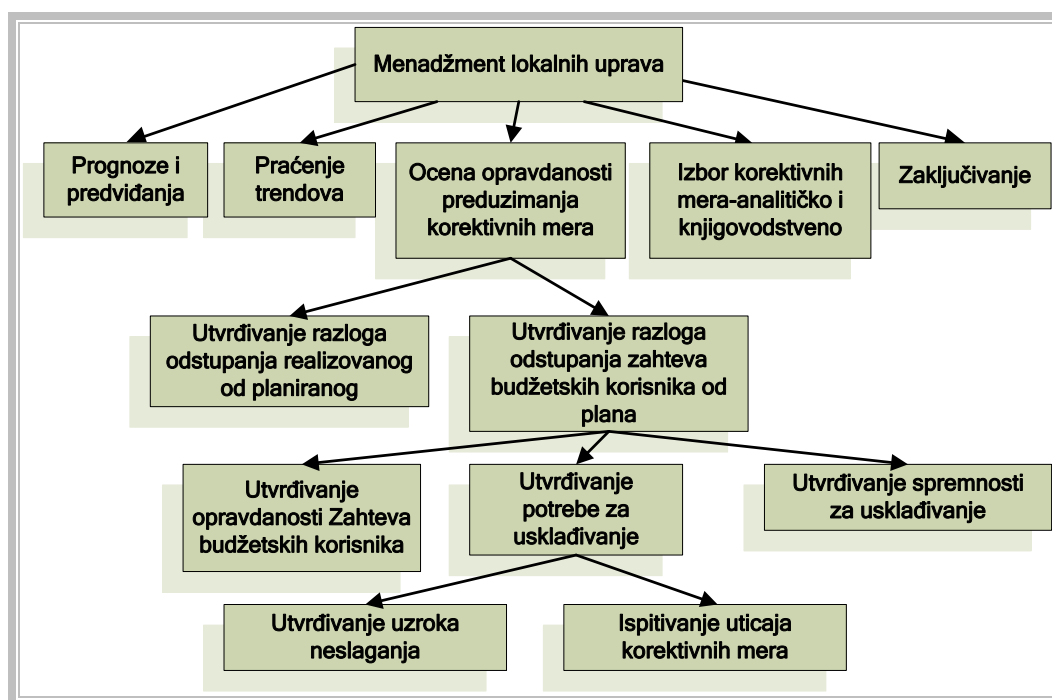 Menadžment lokalnih uprava
Prognoze i
predviđanja
Praćenje
trendova
Ocena opravdanosti
preduzimanja
korektivnih mera
Izbor korektivnih
mera-analitičko i
knjigovodstveno
Zaključivanje
Utvrđivanje razloga
odstupanja realizovanog
od planiranog
Utvrđivanje razloga
odstupanja zahteva
budžetskih korisnika od
plana
Utvrđivanje
opravdanosti Zahteva
budžetskih korisnika
Utvrđivanje
potrebe za
usklađivanje
Utvrđivanje spremnosti
za usklađivanje
Utvrđivanje uzroka
neslaganja
Ispitivanje uticaja
korektivnih mera